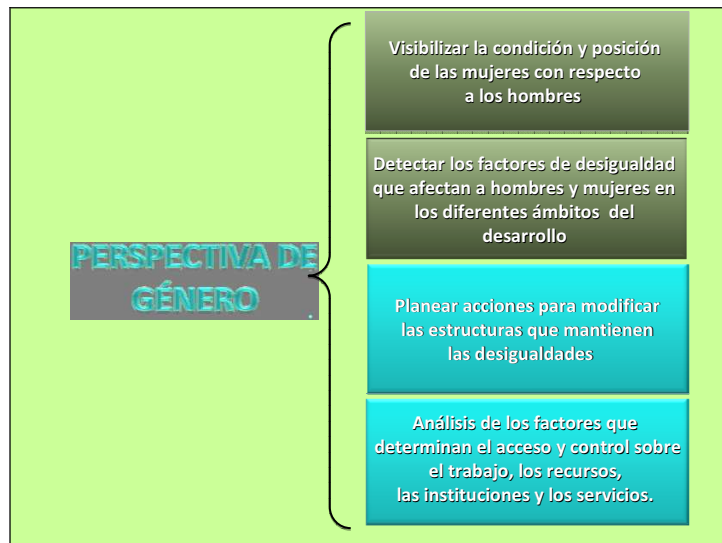 PERSPECTIVA DE
GÉNERO .
Visibilizar la condición y posición
de las mujeres con respecto
a los hombres
Detectar los factores de desigualdad
que afectan a hombres y mujeres en
los diferentes ámbitos del
desarrollo
Planear acciones para modificar
las estructuras que mantienen
las desigualdades
Análisis de los factores que
determinan el acceso y control sobre
el trabajo, los recursos,
las instituciones y los servicios.